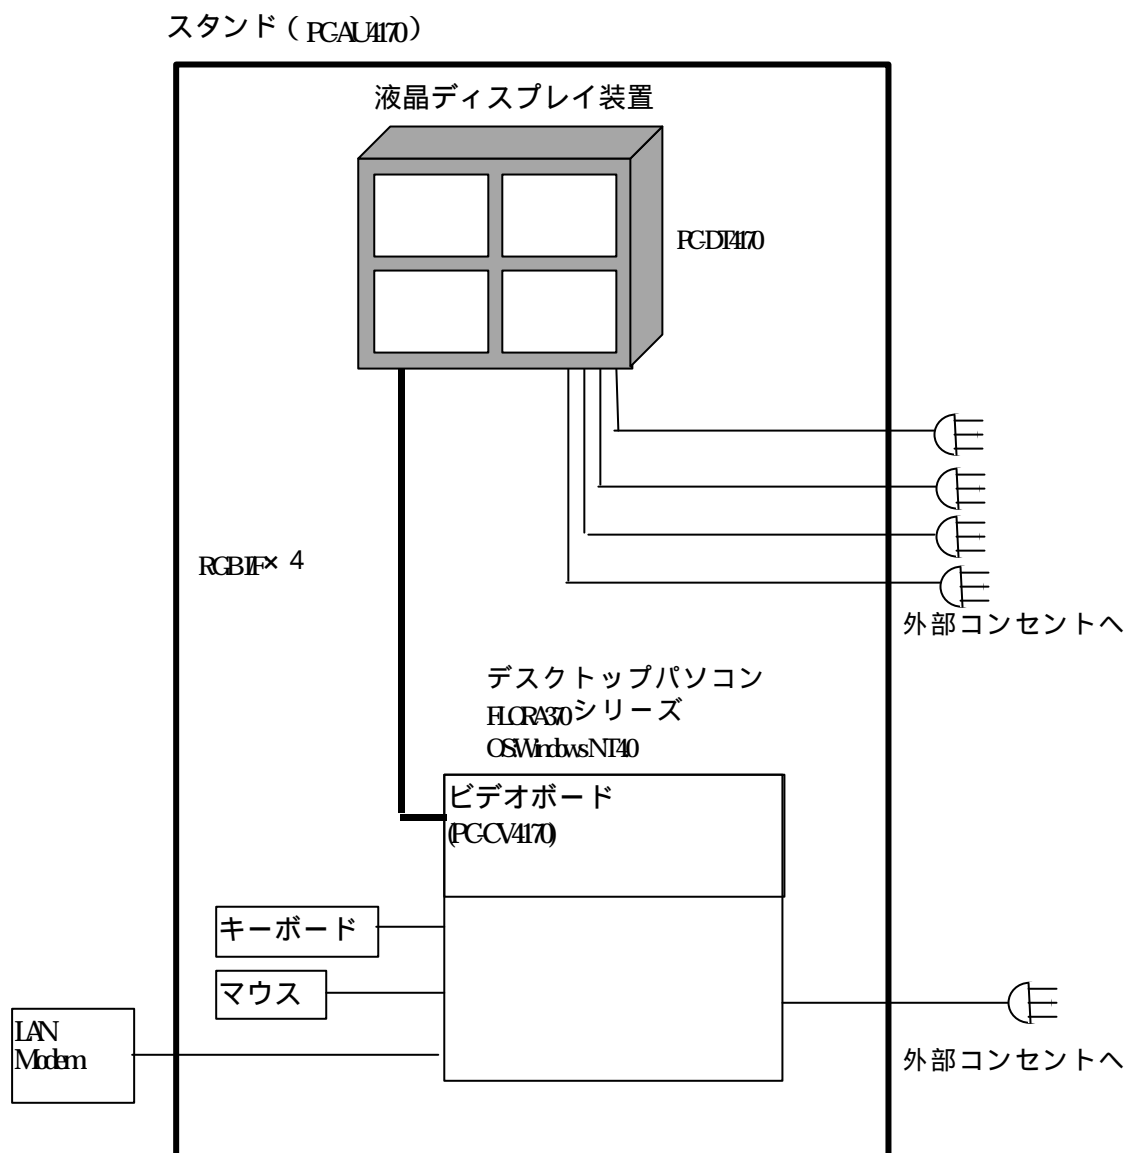 スタンド（PC-AU4170）
液晶ディスプレイ装置
PC-DT4170
RGB I/F× 4
外部コンセントへ
デスクトップパソコン
FLORA370シリーズ
OS:Windows NT4.0
ビデオボード
(PC-CV4170)
キーボード
マウス
LAN
Modem
外部コンセントへ